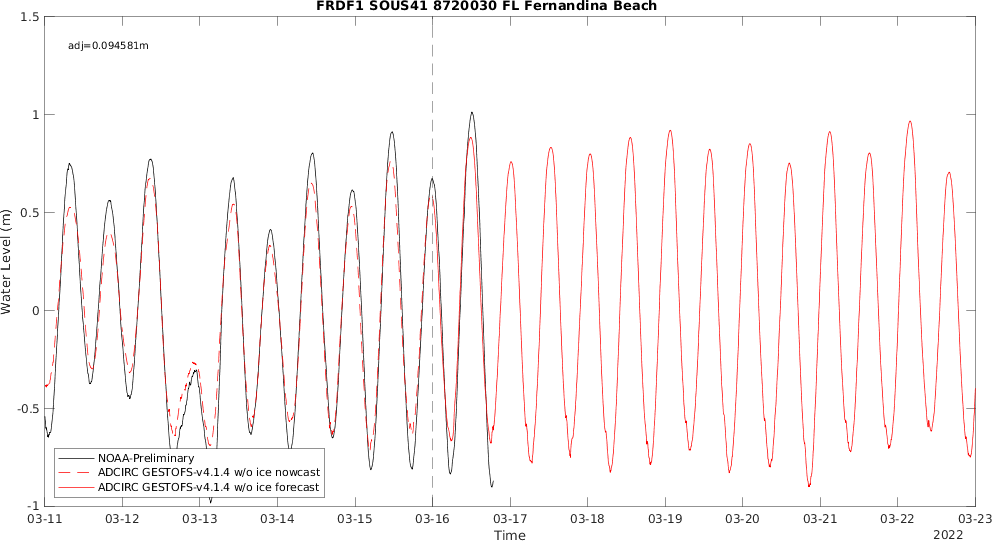 FRDF1 SOUS41 8720030 FL Fernandina Beach
1.5
adj=0.094581m
1
0.5
Water Level (m)
0
-0.5
NOAA-Preliminary
ADCIRC GESTOFS-v4.1.4 w/o ice nowcast
ADCIRC GESTOFS-v4.1.4 w/o ice forecast
-1
03-11 03-12 03-13 03-14 03-15 03-16 03-17 03-18 03-19 03-20 03-21 03-22 03-23
Time
2022